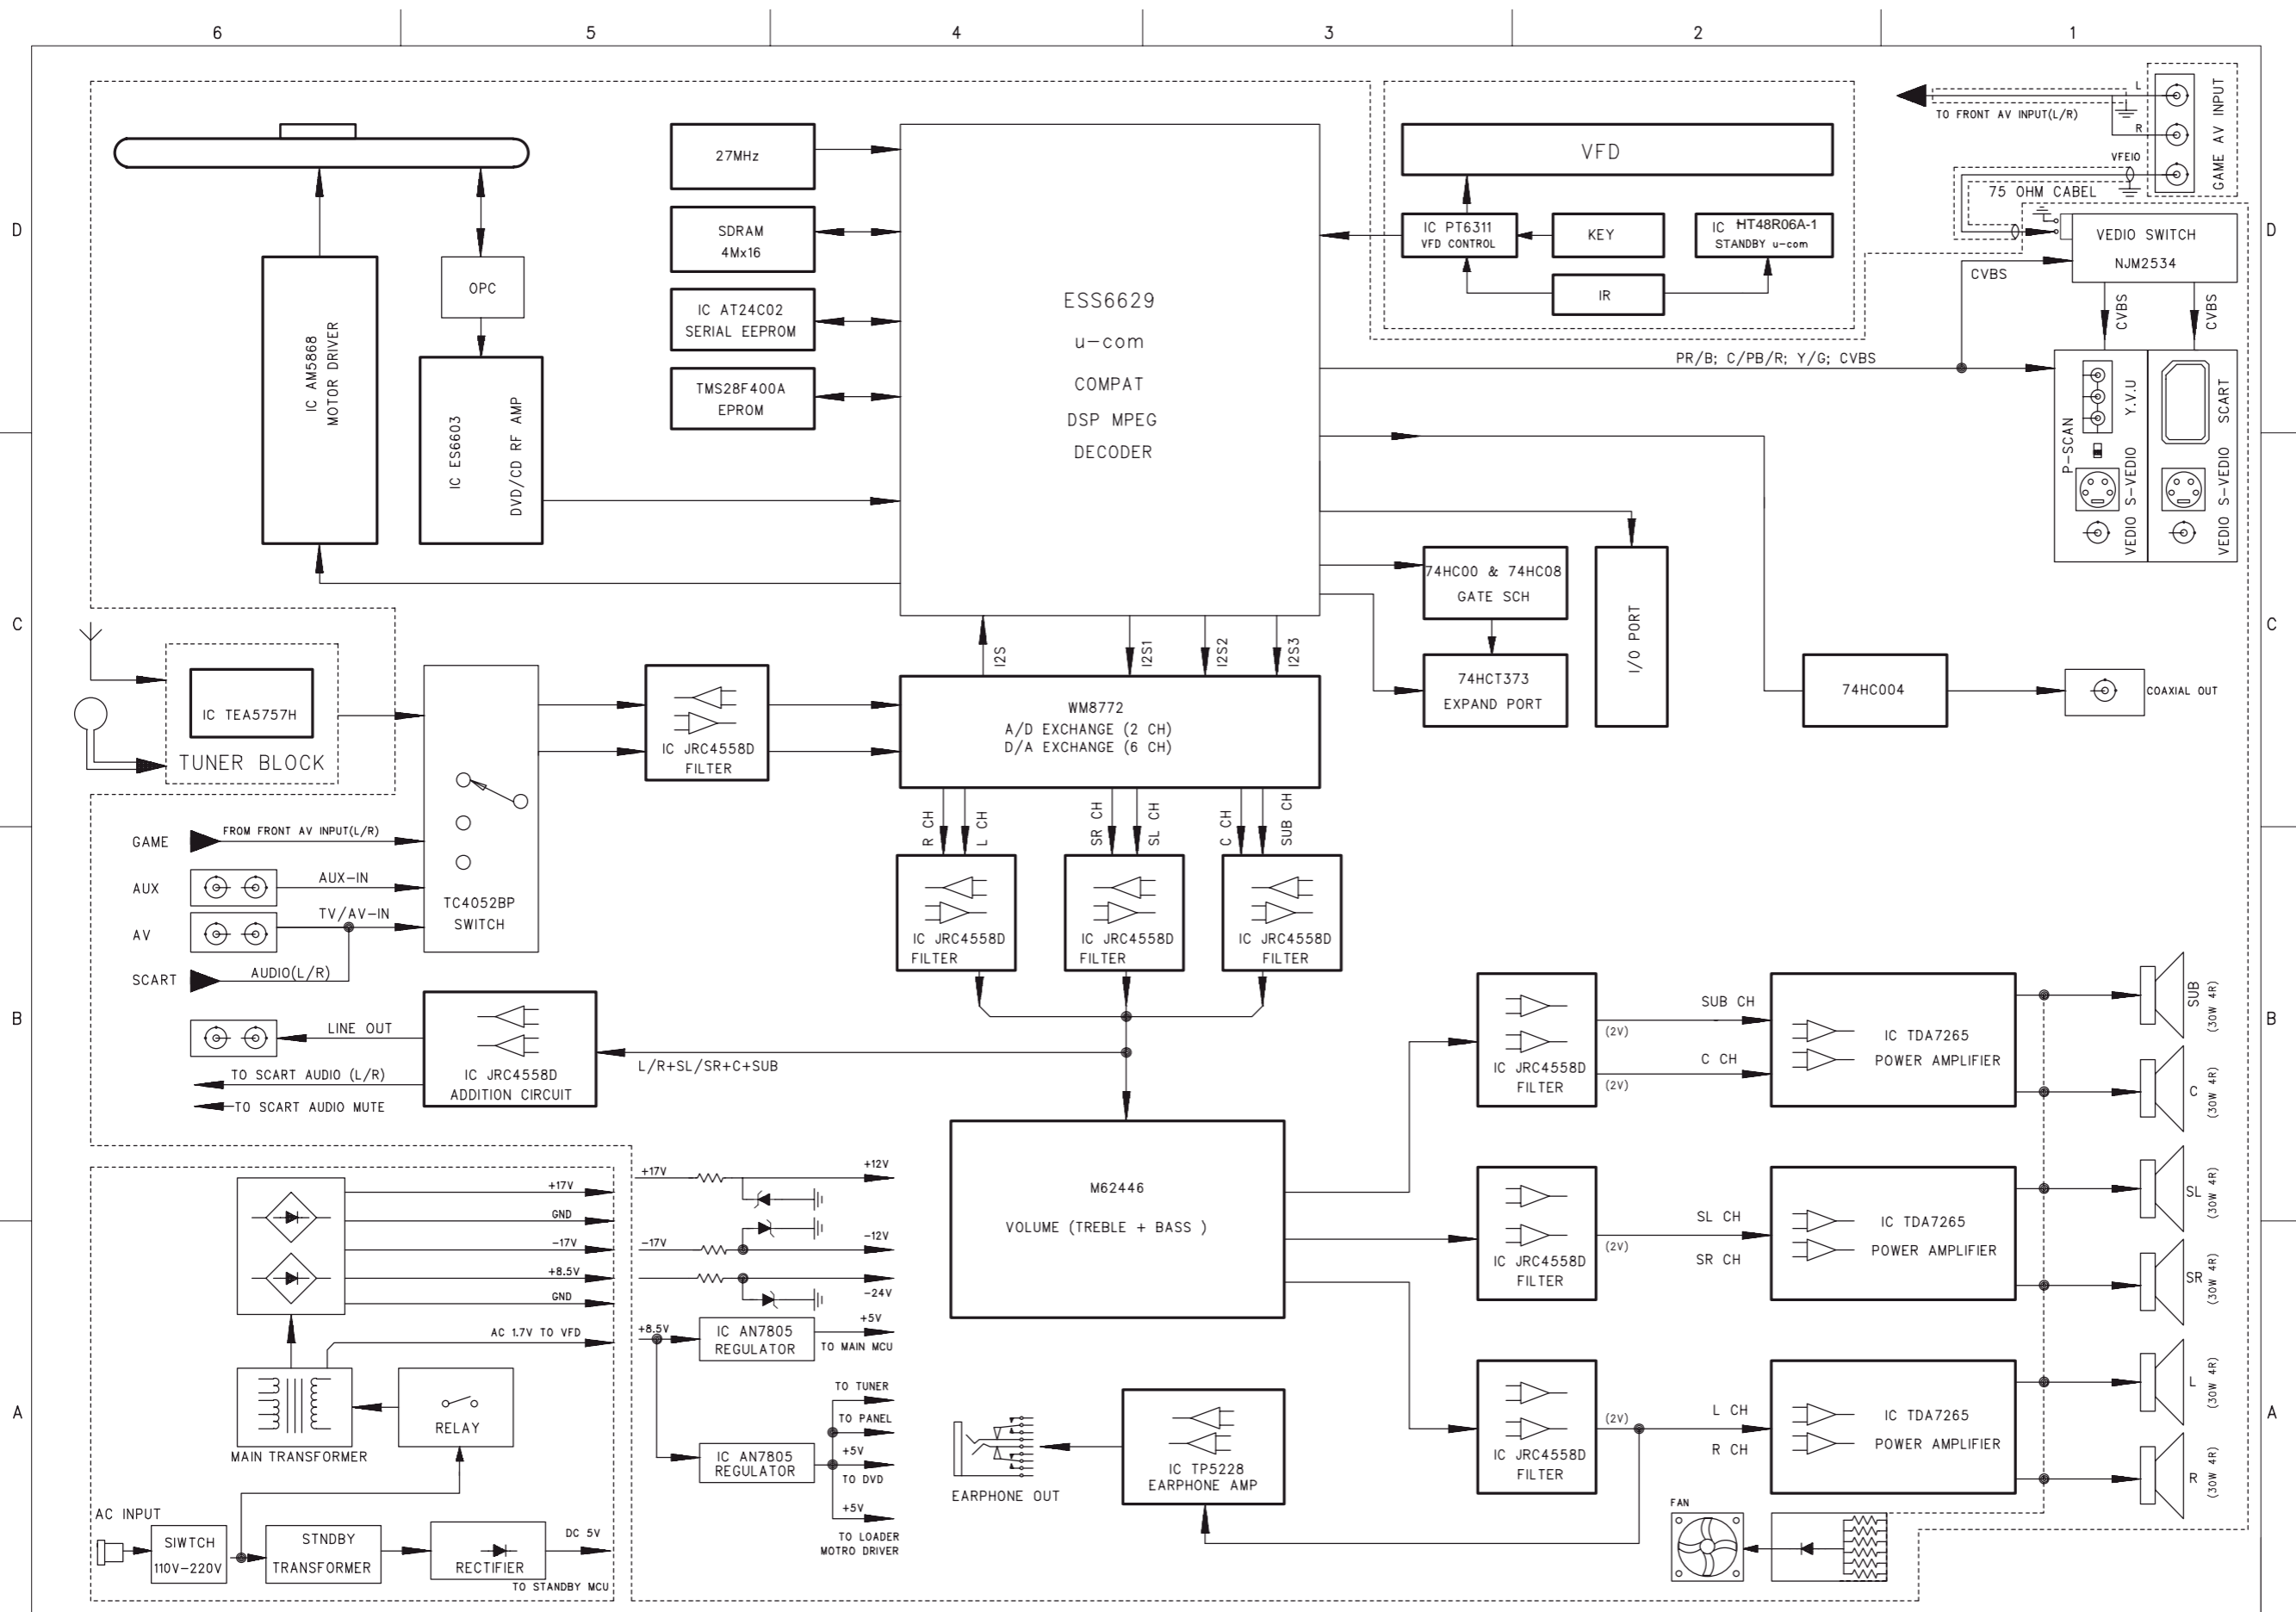 6
5
4
3
2
1
D
C
B
A
D
C
B
A
27MHz
SDRAM
4Mx16
IC AT24C02
SERIAL EEPROM
TMS28F400A
EPROM
OPC
IC AM5868
MOTOR DRIVER
IC ES6603
DVD/CD RF AMP
ESS6629
u-com
COMPAT
DSP MPEG
DECODER
VFD
IC PT6311
VFD CONTROL
KEY
IC HT48R06A-1
STANDBY u-com
IR
L
TO FRONT AV INPUT(L/R)
R
VFEIO
75 OHM CABEL
GAME AV INPUT
VEDIO SWITCH
NJM2534
CVBS
CVBS
CVBS
PR/B; C/PB/R; Y/G; CVBS
P-SCAN
Y.V.U
VEDIO S-VEDIO
SCART
VEDIO S-VEDIO
74HC00 & 74HC08
GATE SCH
74HCT373
EXPAND PORT
I/O PORT
74HC004
COAXIAL OUT
I2S
I2S1
I2S2
I2S3
IC TEA5757H
TUNER BLOCK
IC JRC4558D
FILTER
WM8772
A/D EXCHANGE (2 CH)
D/A EXCHANGE (6 CH)
GAME
FROM FRONT AV INPUT(L/R)
AUX
AUX-IN
AV
TV/AV-IN
SCART
AUDIO(L/R)
TC4052BP
SWITCH
R CH
L CH
SR CH
SL CH
C CH
SUB CH
IC JRC4558D
FILTER
IC JRC4558D
FILTER
IC JRC4558D
FILTER
LINE OUT
TO SCART AUDIO (L/R)
TO SCART AUDIO MUTE
IC JRC4558D
ADDITION CIRCUIT
L/R+SL/SR+C+SUB
M62446
VOLUME (TREBLE + BASS )
IC JRC4558D
FILTER
(2V)
(2V)
SUB CH
C CH
IC TDA7265
POWER AMPLIFIER
SUB
(30W 4R)
C
(30W 4R)
IC JRC4558D
FILTER
(2V)
SL CH
SR CH
IC TDA7265
POWER AMPLIFIER
SL
(30W 4R)
SR
(30W 4R)
IC JRC4558D
FILTER
(2V)
L CH
R CH
IC TDA7265
POWER AMPLIFIER
L
(30W 4R)
R
(30W 4R)
+17V
GND
-17V
+8.5V
GND
AC 1.7V TO VFD
MAIN TRANSFORMER
RELAY
AC INPUT
SIWTCH
110V-220V
STNDBY
TRANSFORMER
RECTIFIER
DC 5V
TO STANDBY MCU
+17V
+12V
-17V
-12V
-24V
+8.5V
IC AN7805
REGULATOR
+5V
TO MAIN MCU
IC AN7805
REGULATOR
TO TUNER
TO PANEL
+5V
TO DVD
+5V
TO LOADER
MOTRO DRIVER
EARPHONE OUT
IC TP5228
EARPHONE AMP
FAN